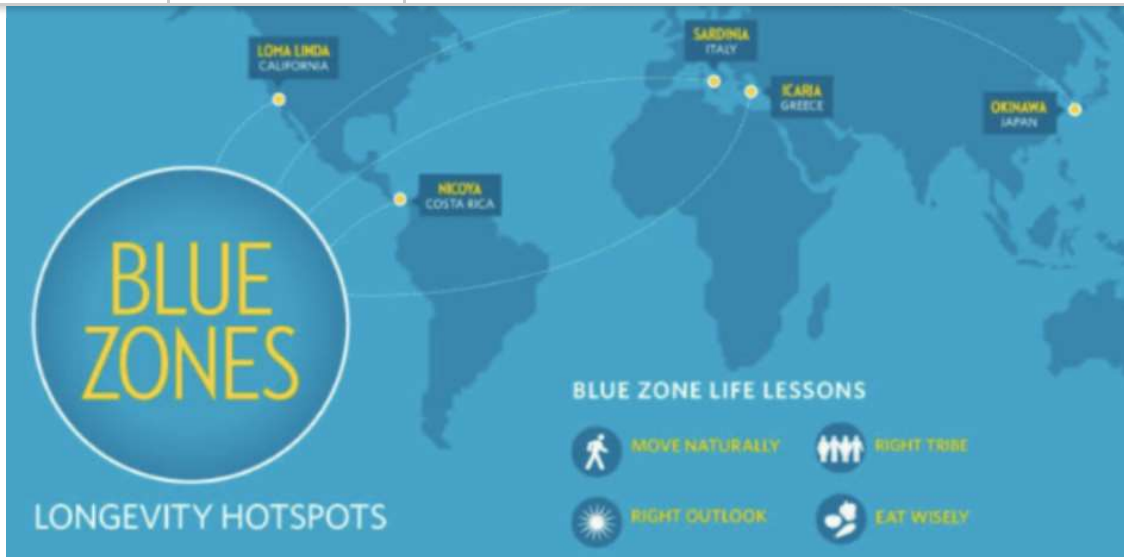 LOMA LINDA
CALIFORNIA
SARDINIA
ITALY
ICARIA
GREECE
OKINAWA
JAPAN
NICOYA
COSTA RICA
BLUE
ZONES
LONGEVITY HOTSPOTS
BLUE ZONE LIFE LESSONS
MOVE NATURALLY
RIGHT TRIBE
RIGHT OUTLOOK
EAT WISELY